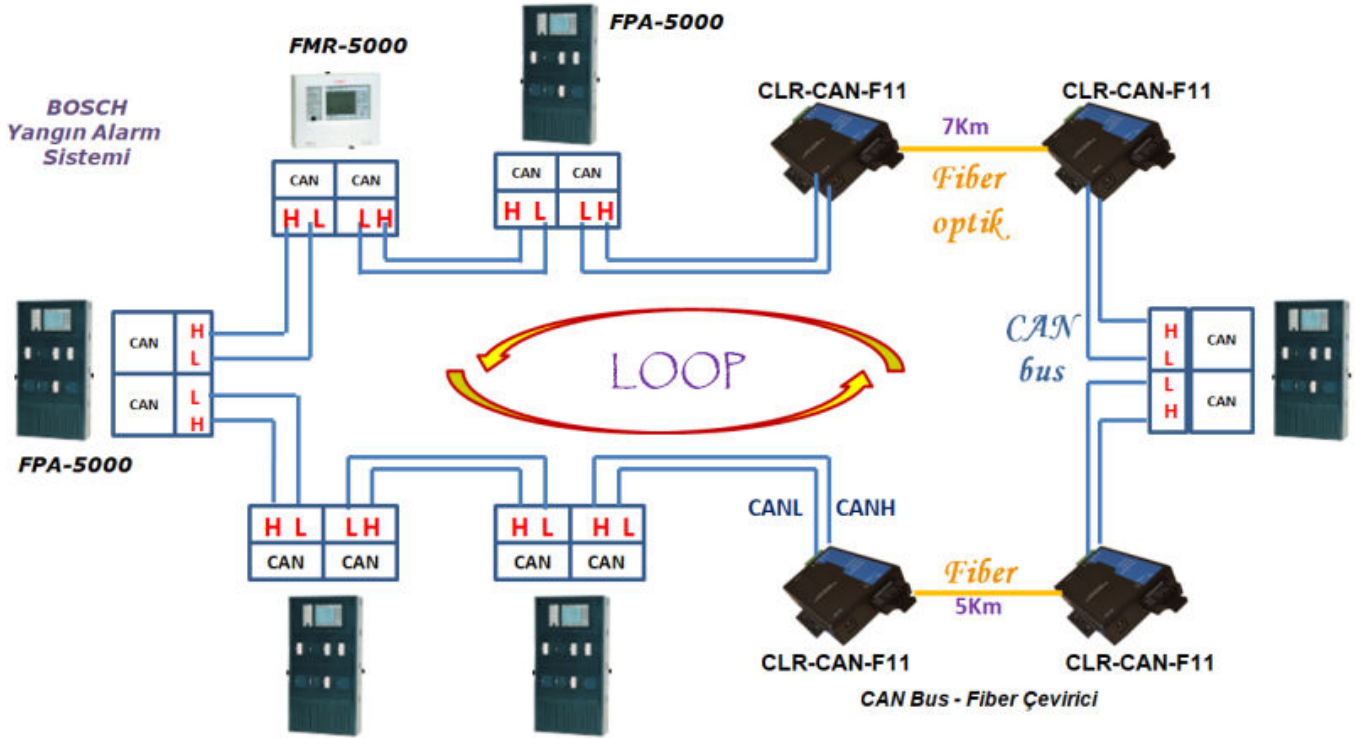 FPA-5000
FMR-5000
BOSCH
Yangın Alarm
Sistemi
CLR-CAN-F11
CLR-CAN-F11
7Km
Fiber
optik
CAN CAN
H L L H
CAN CAN
H L L H
CAN
H
L
CAN
L
H
FPA-5000
LOOP
CAN
bus
H
L
CAN
L
H
CAN
H L L H
CAN CAN
H L H L
CAN CAN
CANL CANH
Fiber
5Km
CLR-CAN-F11
CLR-CAN-F11
CAN Bus - Fiber Çevirici